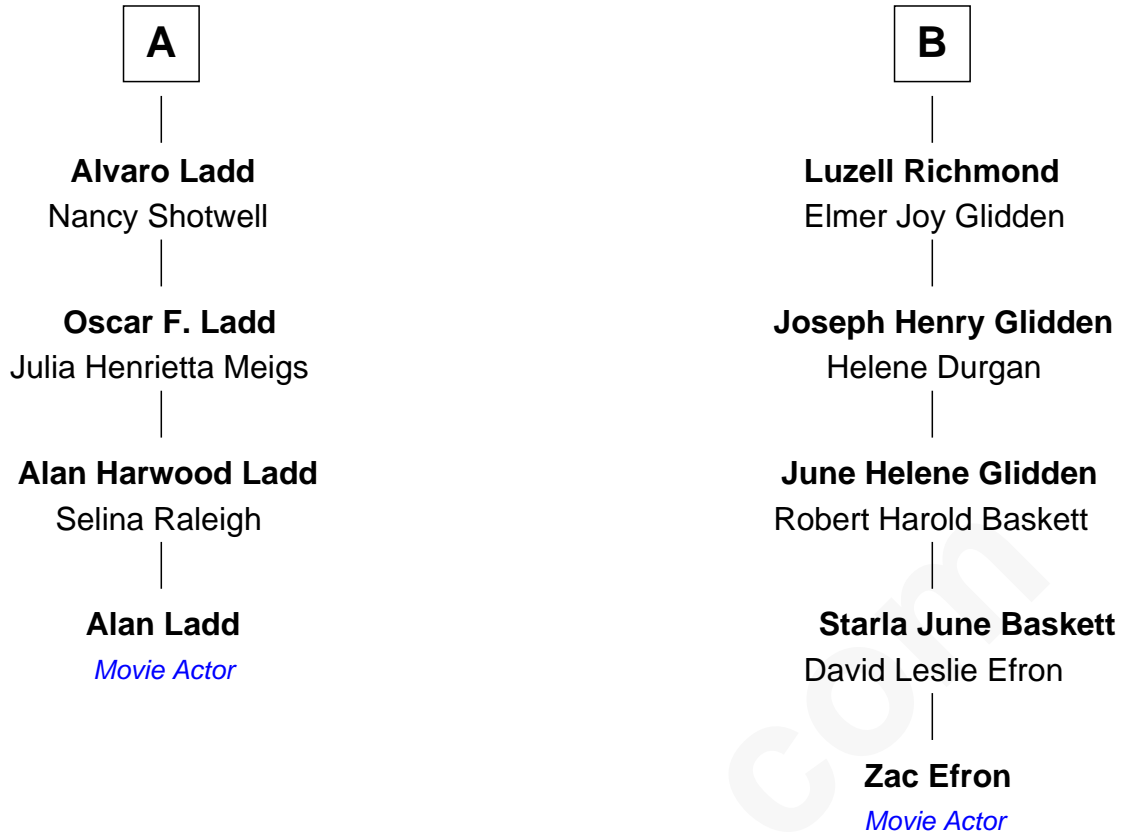 A
Alvaro Ladd
Nancy Shotwell
Oscar F. Ladd
Julia Henrietta Meigs
Alan Harwood Ladd
Selina Raleigh
Alan Ladd
Movie Actor
B
Luzell Richmond
Elmer Joy Glidden
Joseph Henry Glidden
Helene Durgan
June Helene Glidden
Robert Harold Baskett
Starla June Baskett
David Leslie Efron
Zac Efron
Movie Actor
com